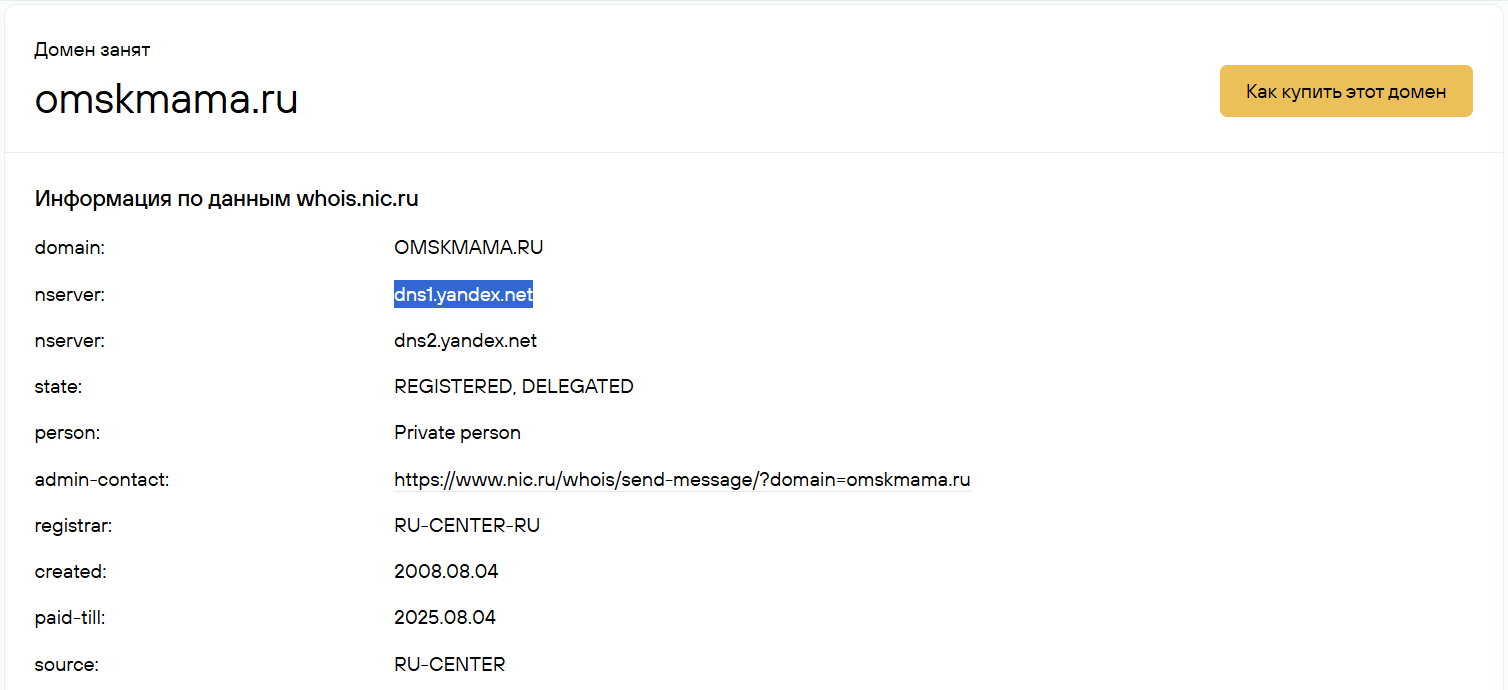 Домен занят
omskmama.ru
Как купить этот домен
Информация по данным whois.nic.ru
domain: OMSKMAMA.RU
nserver: dns1.yandex.net
nserver: dns2.yandex.net
state: REGISTERED, DELEGATED
person: Private person
admin-contact: https://www.nic.ru/whois/send-message/?domain=omskmama.ru
registrar: RU-CENTER-RU
created: 2008.08.04
paid-till: 2025.08.04
source: RU-CENTER